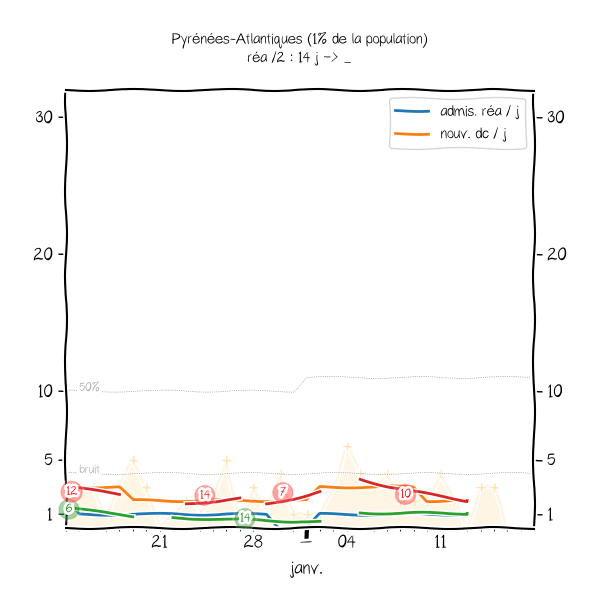 Pyrénées-Atlantiques (1% de la population)
réa /2 : 14 j -> _
admis. réa / j
nouv. dc / j
30 30
20 20
50%
10 10
5 5
bruit
12 14 7 10
6 14
1 1
21 28 04 11
janv.